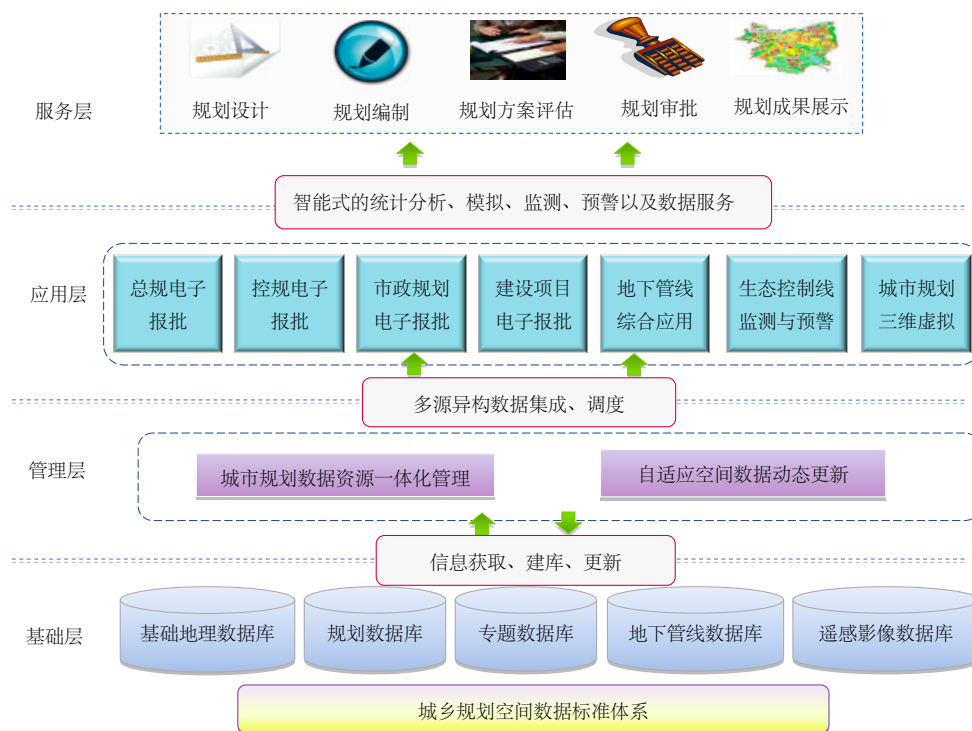 规划设计
规划编制
规划方案评估
规划审批
规划成果展示
服务层
智能式的统计分析、模拟、监测、预警以及数据服务
应用层
总规电子
报批
控规电子
报批
市政规划
电子报批
建设项目
电子报批
地下管线
综合应用
生态控制线
监测与预警
城市规划
三维虚拟
多源异构数据集成、调度
管理层
城市规划数据资源一体化管理
自适应空间数据动态更新
信息获取、建库、更新
基础层
基础地理数据库
规划数据库
专题数据库
地下管线数据库
遥感影像数据库
城乡规划空间数据标准体系